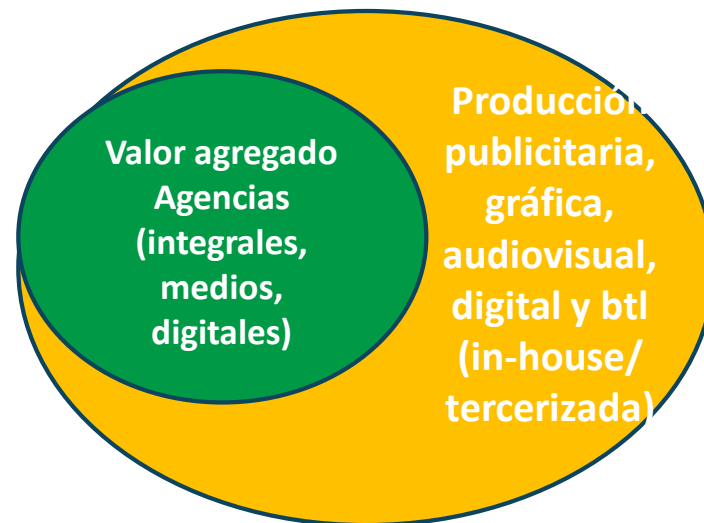 Valor agregado
Agencias
(integrales,
medios,
digitales)
Producción
publicitaria,
gráfica,
audiovisual,
digital y btl
(in-house/
tercerizada)